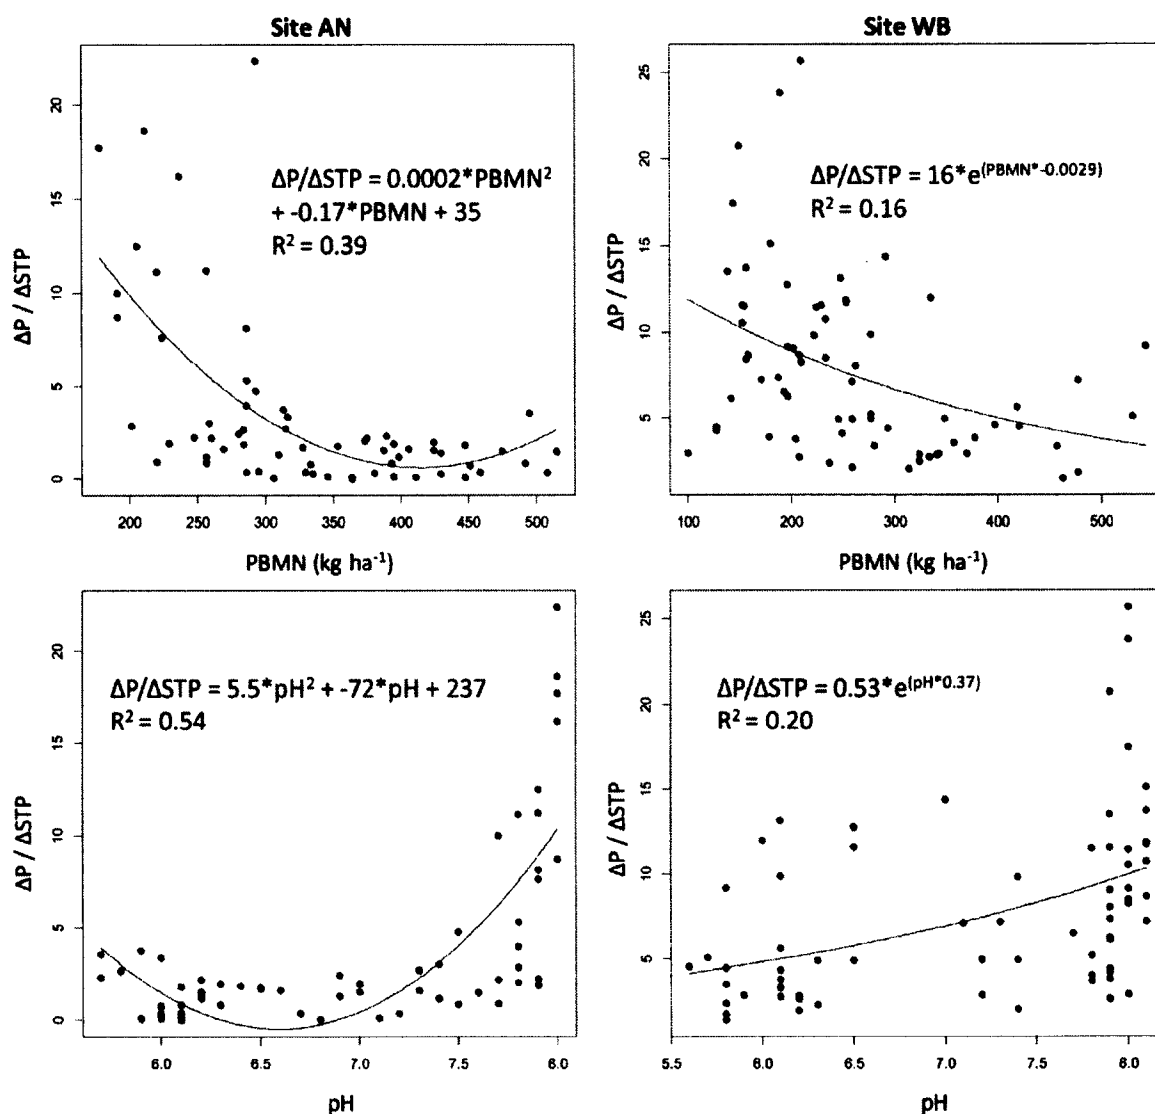 Site AN
Site WB
ΔP / ΔSTP
20
15
10
5
0
ΔP/ΔSTP = 0.0002*PBMN²
+ -0.17*PBMN + 35
R² = 0.39
200 250 300 350 400 450 500
PBMN (kg ha⁻¹)
ΔP / ΔSTP
25
20
15
10
5
ΔP/ΔSTP = 16*e^(PBMN*-0.0029)
R² = 0.16
100 200 300 400 500
PBMN (kg ha⁻¹)
ΔP / ΔSTP
20
15
10
5
0
ΔP/ΔSTP = 5.5*pH² + -72*pH + 237
R² = 0.54
6.0 6.5 7.0 7.5 6.0
pH
ΔP / ΔSTP
25
20
15
10
5
ΔP/ΔSTP = 0.53*e^(pH*0.37)
R² = 0.20
5.5 6.0 6.5 7.0 7.5 6.0
pH